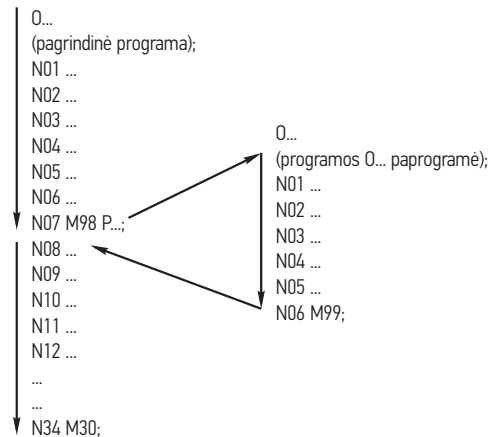 O...
(pagrindinė programa);
N01 ...
N02 ...
N03 ...
N04 ...
N05 ...
N06 ...
N07 M98 P...;
N08 ...
N09 ...
N10 ...
N11 ...
N12 ...
...
...
N34 M30;
O...
(programos O... paprogramė);
N01 ...
N02 ...
N03 ...
N04 ...
N05 ...
N06 M99;